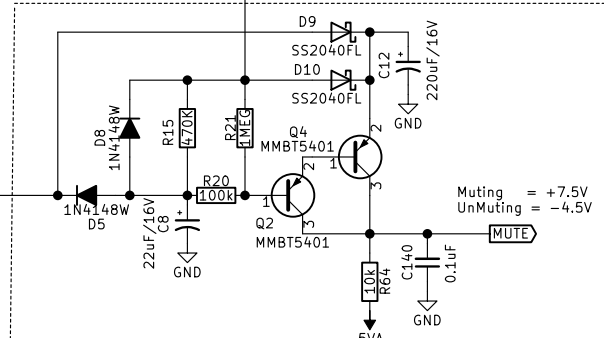 D9
SS2040FL
D10
SS2040FL
C12
220uF/16V
GND
D8
1N4148W
R15
470K
R21
1MEG
Q4
MMBT5401
2
1
3
R20
100k
1
2
3
Q2
MMBT5401
1N4148W
D5
22uF/16V
C8
GND
Muting = +7.5V
UnMuting = -4.5V
MUTE
10k
R64
C140
0.1uF
GND